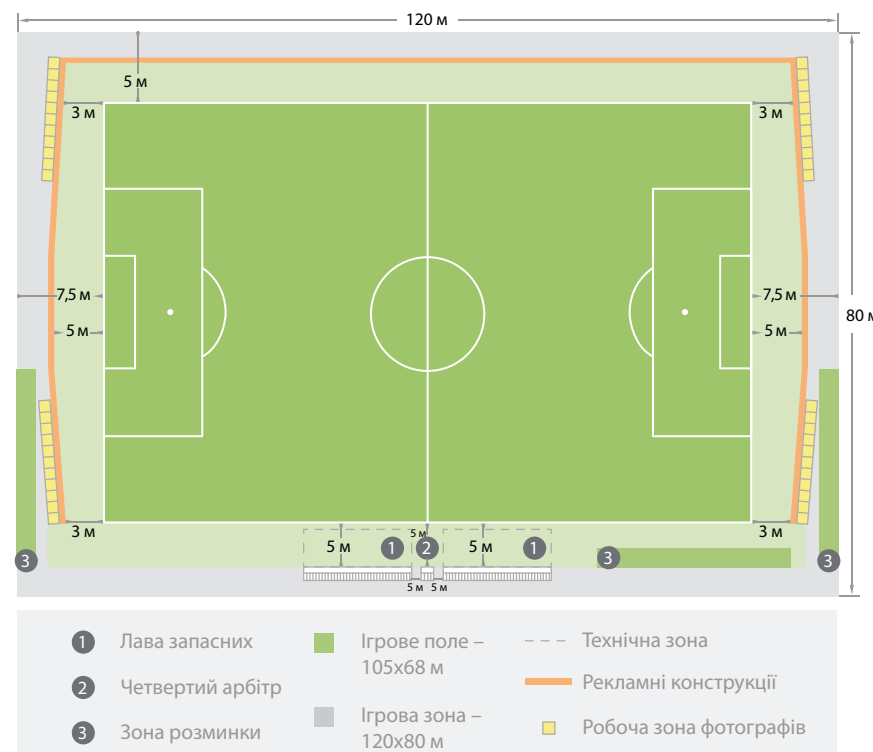 120 м
5 м
3 м
3 м
7,5 м
7,5 м
80 м
5 м
5 м
3 м
3 м
5 м
5 м
1
2
5 м
1
3
3
3
5 м
5 м
1 Лава запасних
2 Четвертий арбітр
3 Зона розминки
Ігрове поле –
105х68 м
Ігрова зона –
120х80 м
Технічна зона
Рекламні конструкції
Робоча зона фотографів